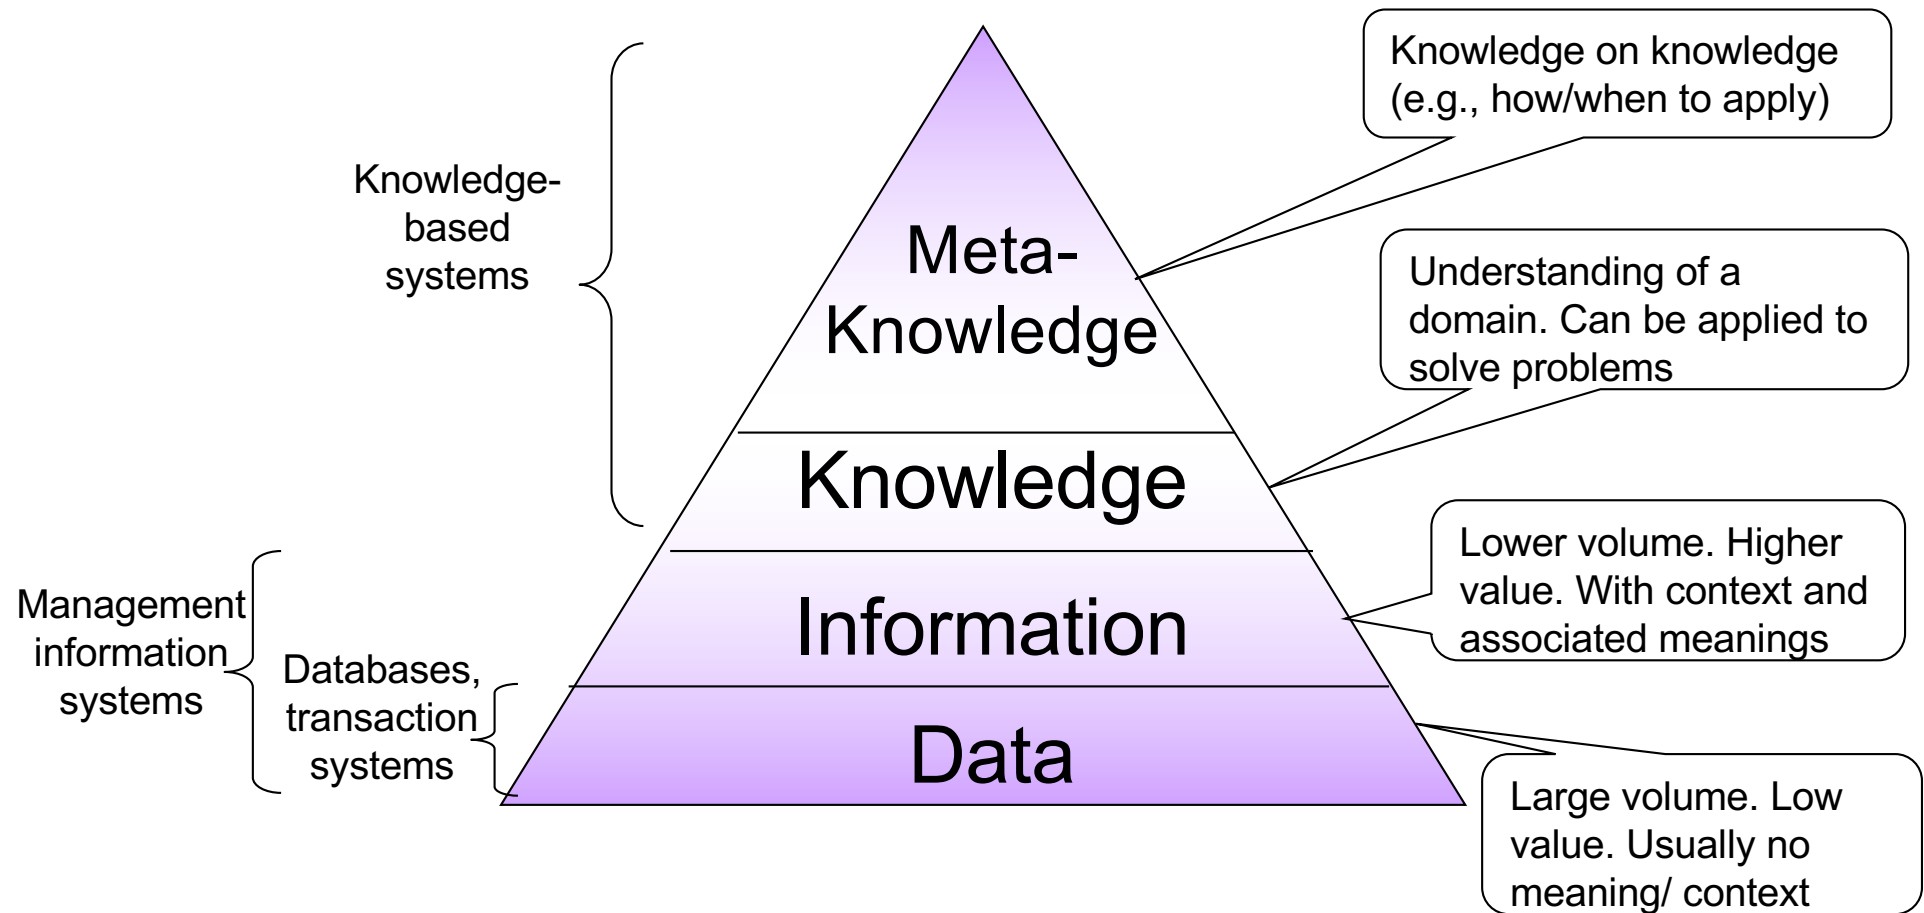 Knowledge on knowledge
(e.g., how/when to apply)
Knowledge-
based
systems
Meta-
Knowledge
Understanding of a
domain. Can be applied to
solve problems
Knowledge
Lower volume. Higher
value. With context and
associated meanings
Management
information
systems
Information
Databases,
transaction
systems
Data
Large volume. Low
value. Usually no
meaning/ context